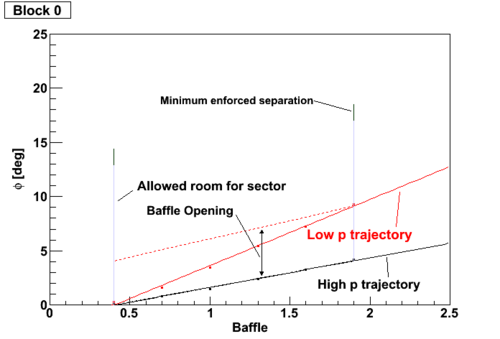 Block 0
25
20
15
10
5
0
φ [deg]
Minimum enforced separation
Allowed room for sector
Baffle Opening
Low p trajectory
High p trajectory
0 0.5 1 1.5 2 2.5
Baffle